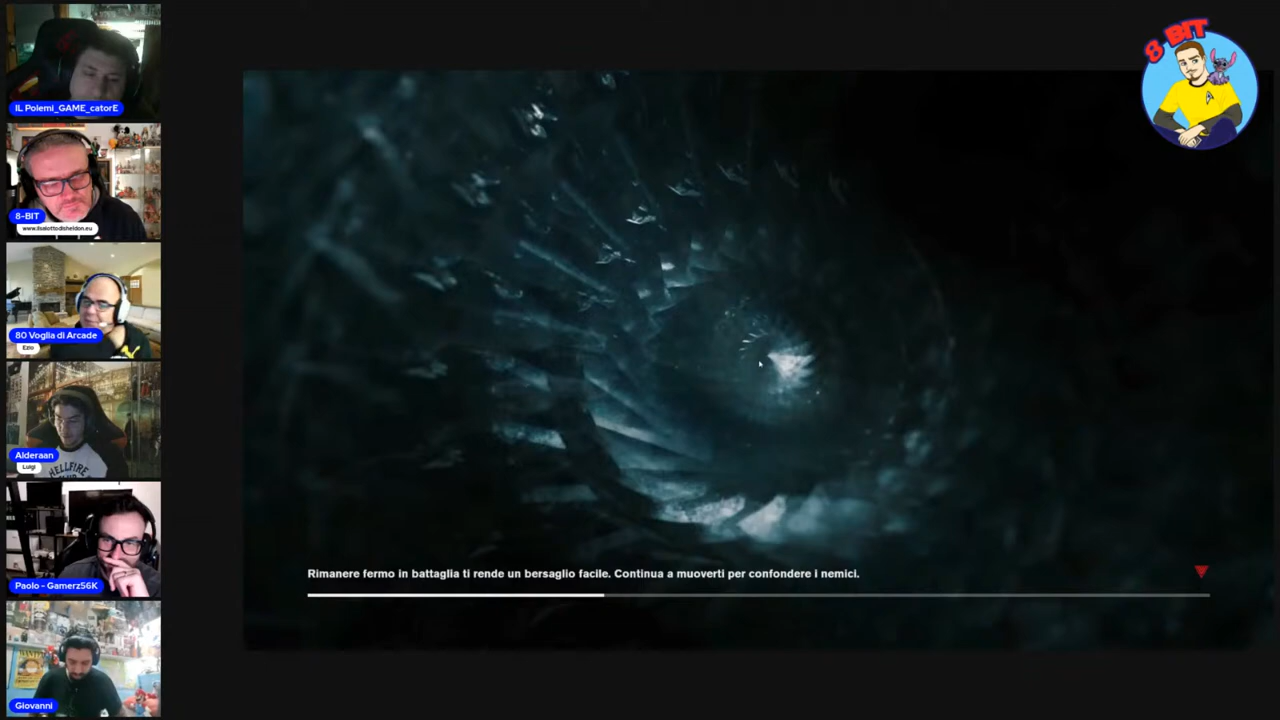 8-BIT
IL Polemi_GAME_catorE
8-BIT
www.ilsalottodisheldon.eu
80 Voglia di Arcade
Ezio
Alderaan
Luigi
HELLFIRE
Paolo - Gamerz56K
Giovanni
Rimanere fermo in battaglia ti rende un bersaglio facile. Continua a muoverti per confondere i nemici.